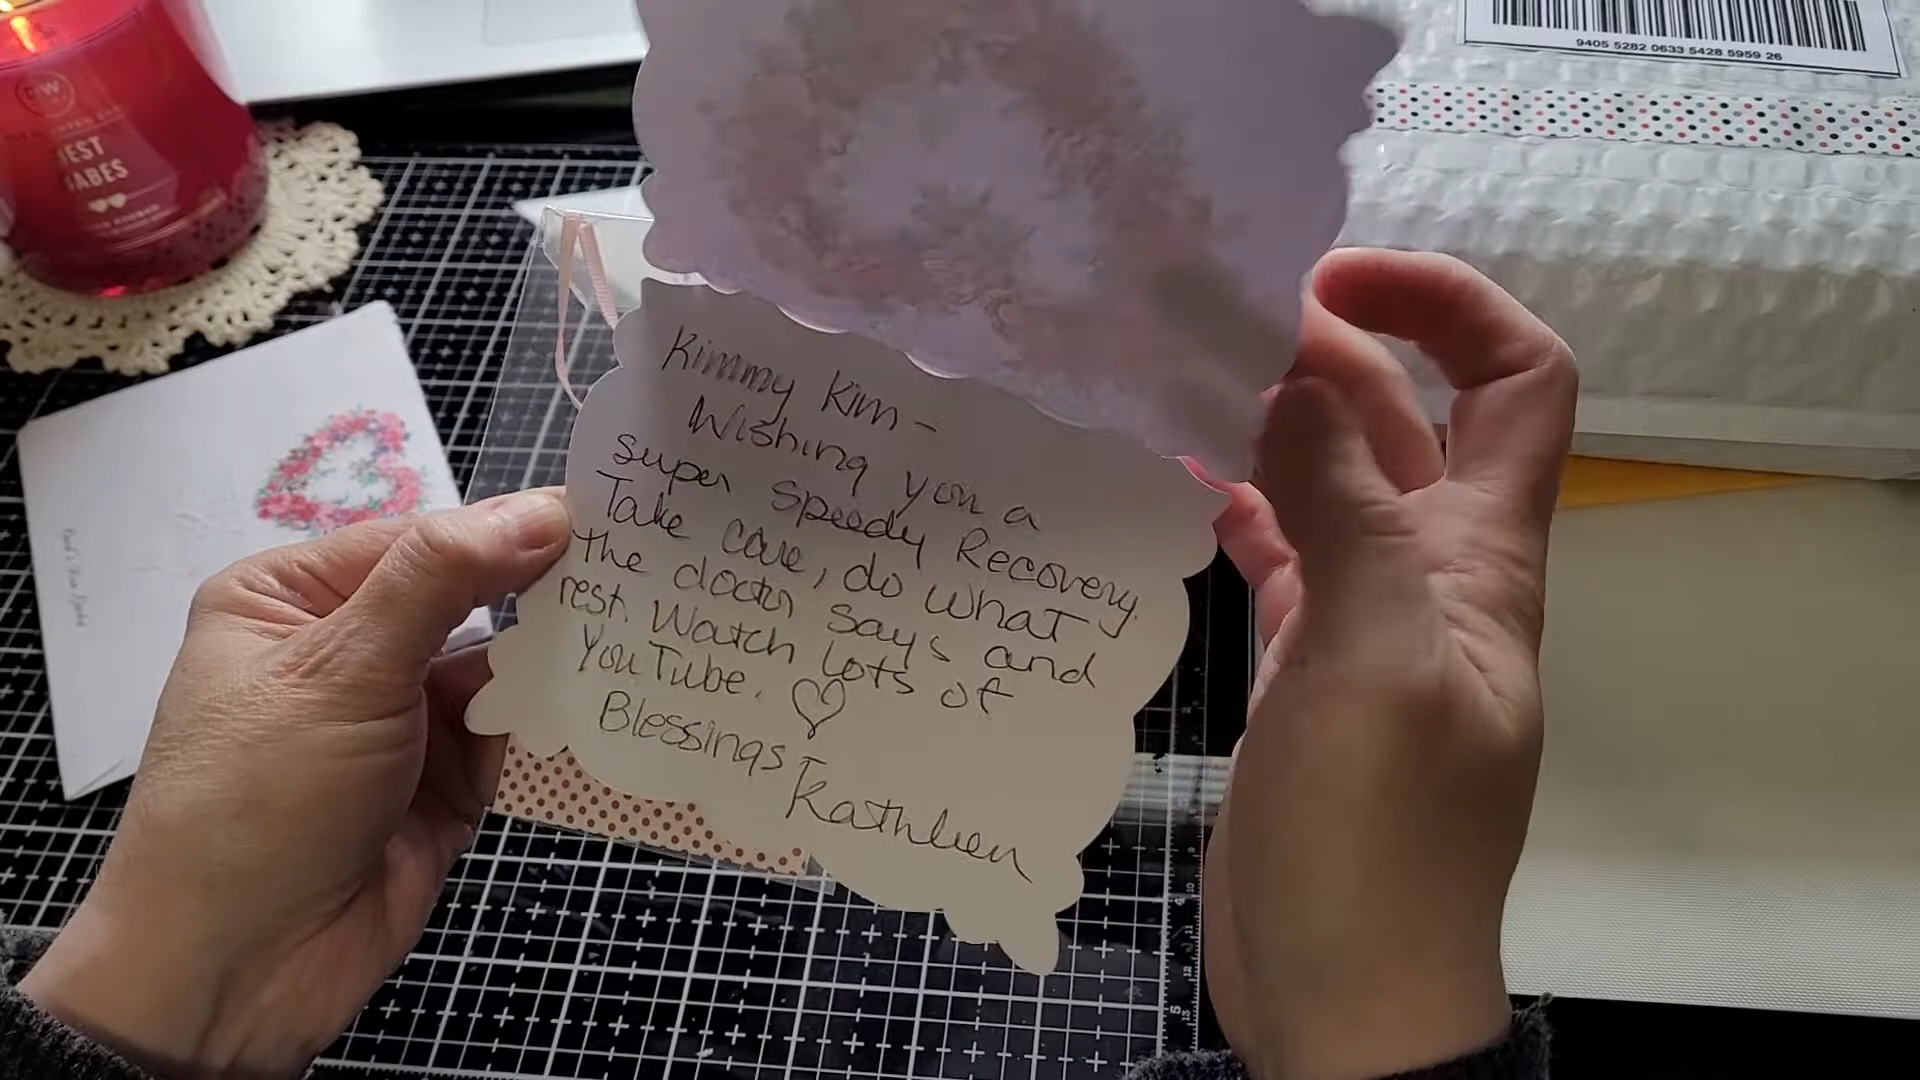 9405 5282 0633 5428 5959 26
DW
BABES
Kimmy Kim -
Wishing you a
super speedy Recovery.
Take care, do what
the doctor says and
rest. Watch lots of
YouTube. ♡
Blessings
Kathleen